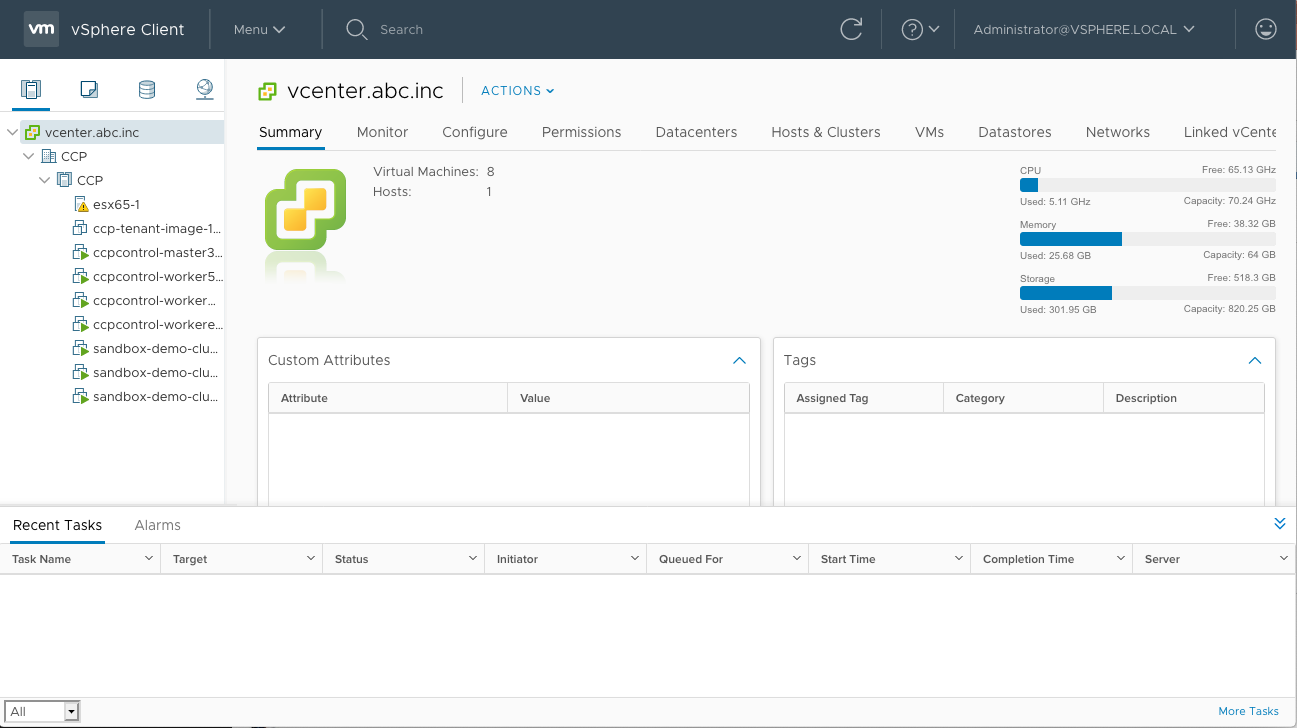 vm vSphere Client Menu Search Administrator@VSPHERE.LOCAL
vcenter.abc.inc
CCP
CCP
esx65-1
ccp-tenant-image-1...
ccpcontrol-master3...
ccpcontrol-worker5...
ccpcontrol-worker...
ccpcontrol-workere...
sandbox-demo-clu...
sandbox-demo-clu...
sandbox-demo-clu...
vcenter.abc.inc ACTIONS
Summary Monitor Configure Permissions Datacenters Hosts & Clusters VMs Datastores Networks Linked vCente
Virtual Machines: 8
Hosts: 1
CPU Free: 65.13 GHz
Used: 5.11 GHz Capacity: 70.24 GHz
Memory Free: 38.32 GB
Used: 25.68 GB Capacity: 64 GB
Storage Free: 518.3 GB
Used: 301.95 GB Capacity: 820.25 GB
Custom Attributes
Attribute Value
Tags
Assigned Tag Category Description
Recent Tasks Alarms
Task Name Target Status Initiator Queued For Start Time Completion Time Server
All More Tasks